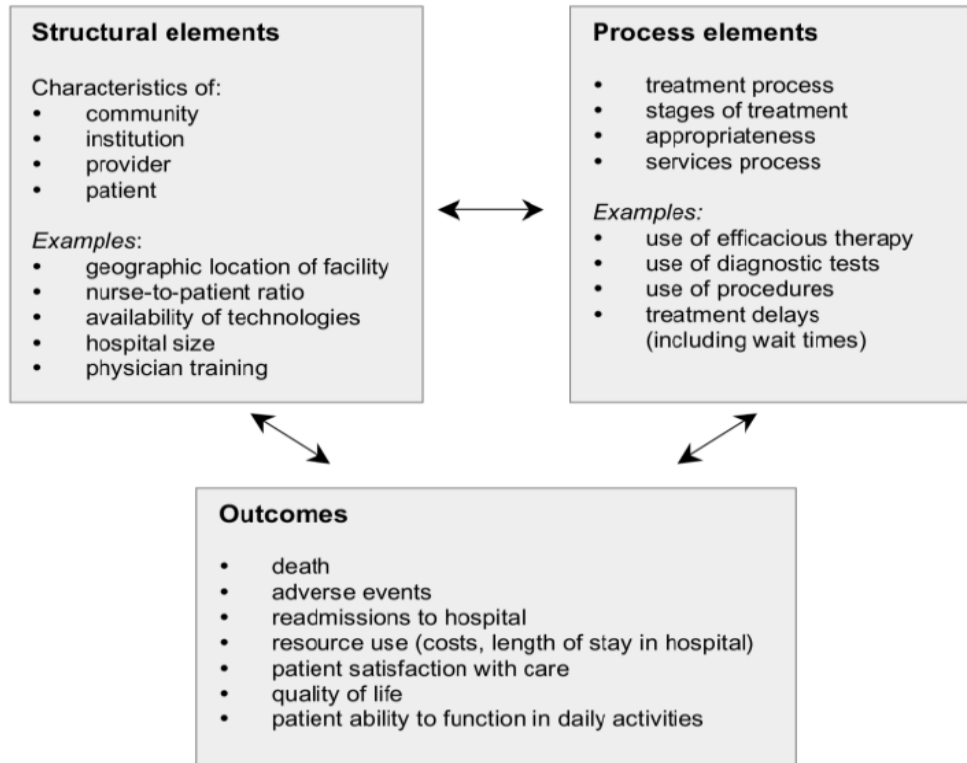 Structural elements
Characteristics of:
• community
• institution
• provider
• patient
Examples:
• geographic location of facility
• nurse-to-patient ratio
• availability of technologies
• hospital size
• physician training
Process elements
• treatment process
• stages of treatment
• appropriateness
• services process
Examples:
• use of efficacious therapy
• use of diagnostic tests
• use of procedures
• treatment delays
(including wait times)
Outcomes
• death
• adverse events
• readmissions to hospital
• resource use (costs, length of stay in hospital)
• patient satisfaction with care
• quality of life
• patient ability to function in daily activities